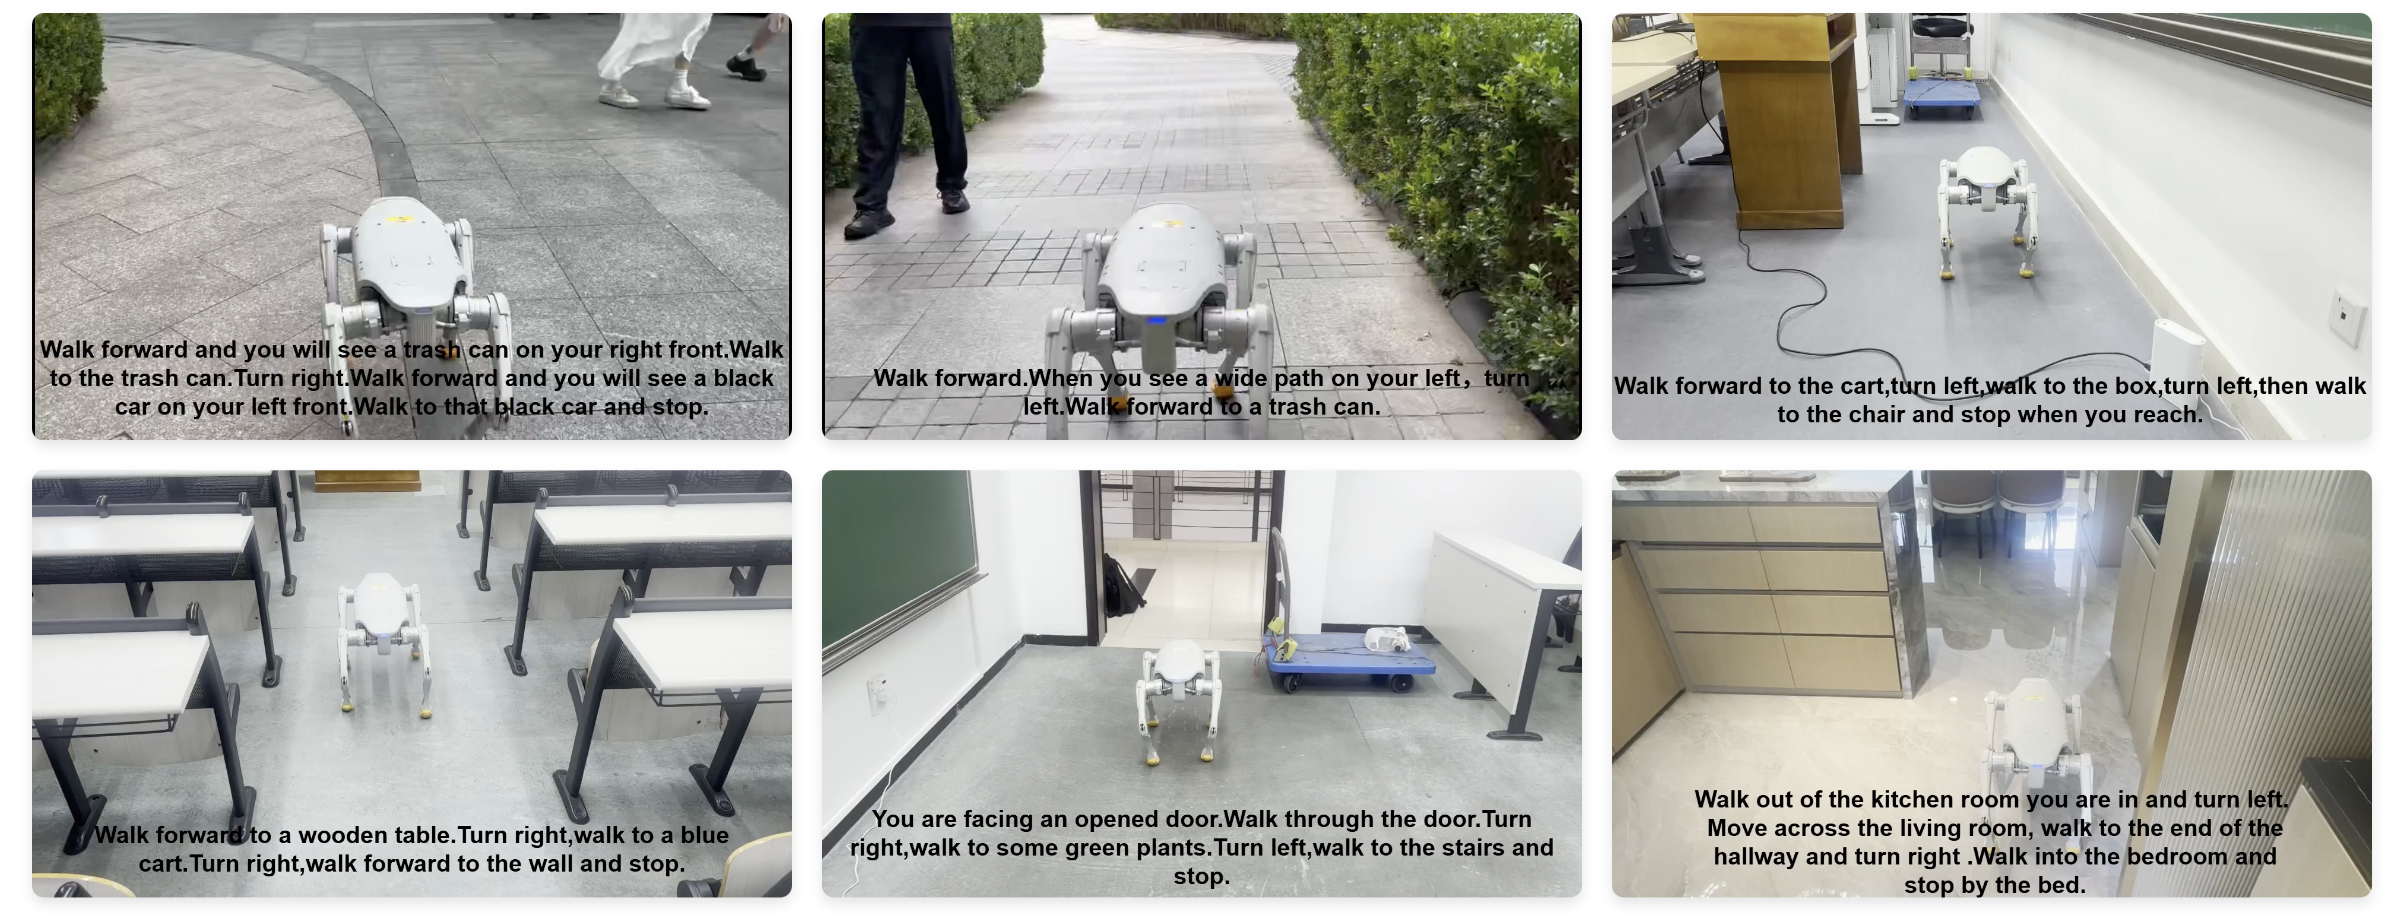 Walk forward and you will see a trash can on your right front.Walk
to the trash can.Turn right.Walk forward and you will see a black
car on your left front.Walk to that black car and stop.
Walk forward.When you see a wide path on your left，turn
left.Walk forward to a trash can.
Walk forward to the cart,turn left,walk to the box,turn left,then walk
to the chair and stop when you reach.
Walk forward to a wooden table.Turn right,walk to a blue
cart.Turn right,walk forward to the wall and stop.
You are facing an opened door.Walk through the door.Turn
right,walk to some green plants.Turn left,walk to the stairs and
stop.
Walk out of the kitchen room you are in and turn left.
Move across the living room, walk to the end of the
hallway and turn right .Walk into the bedroom and
stop by the bed.